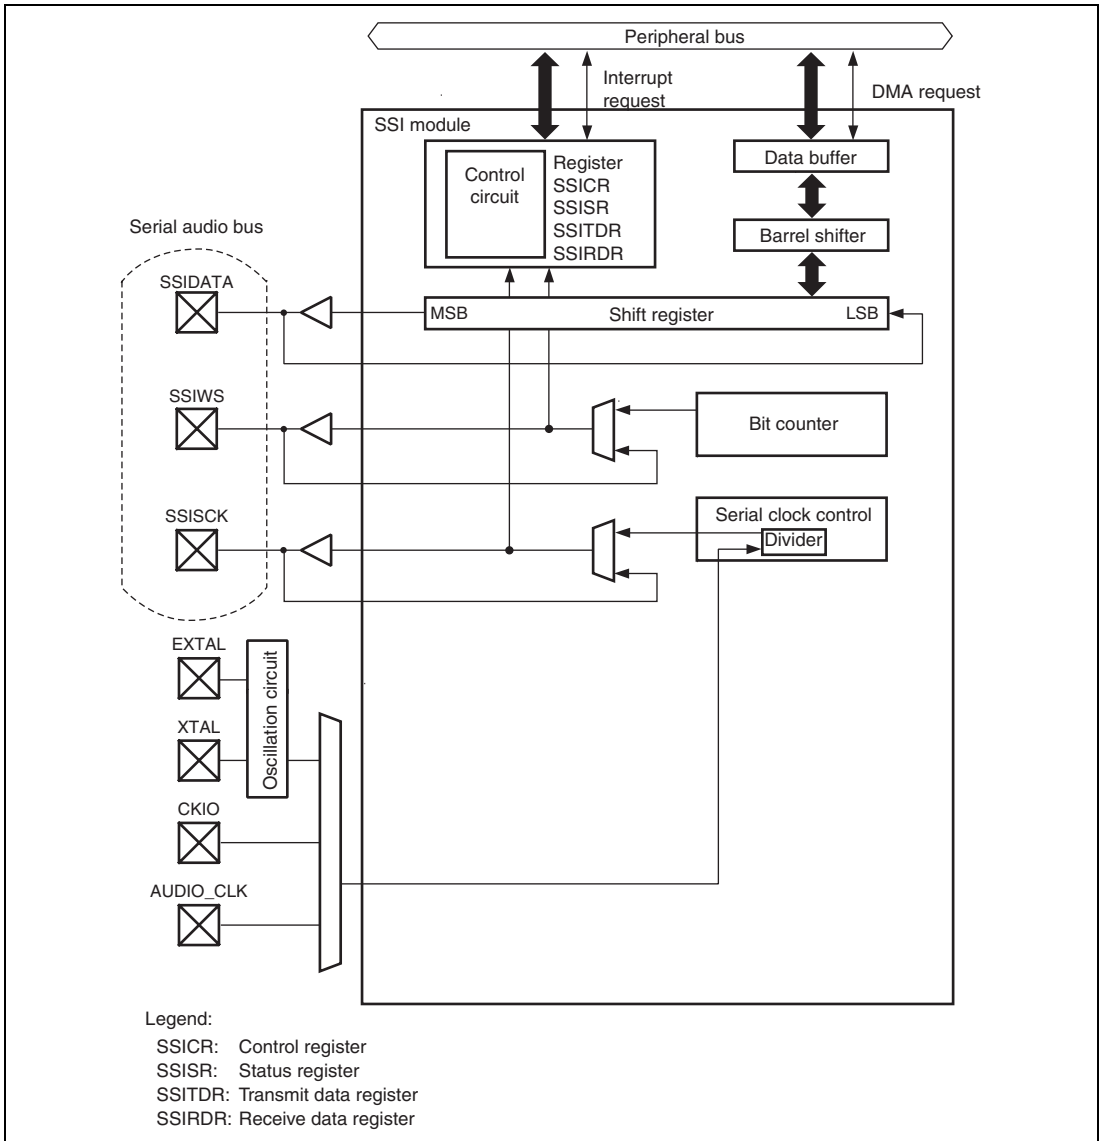 Peripheral bus
Interrupt
request
DMA request
SSI module
Control
circuit
Register
SSICR
SSISR
SSITDR
SSIRDR
Data buffer
Barrel shifter
Serial audio bus
SSIDATA
MSB
Shift register
LSB
SSIWS
Bit counter
SSISCK
Serial clock control
Divider
EXTAL
Oscillation circuit
XTAL
CKIO
AUDIO_CLK
Legend:
SSICR: Control register
SSISR: Status register
SSITDR: Transmit data register
SSIRDR: Receive data register